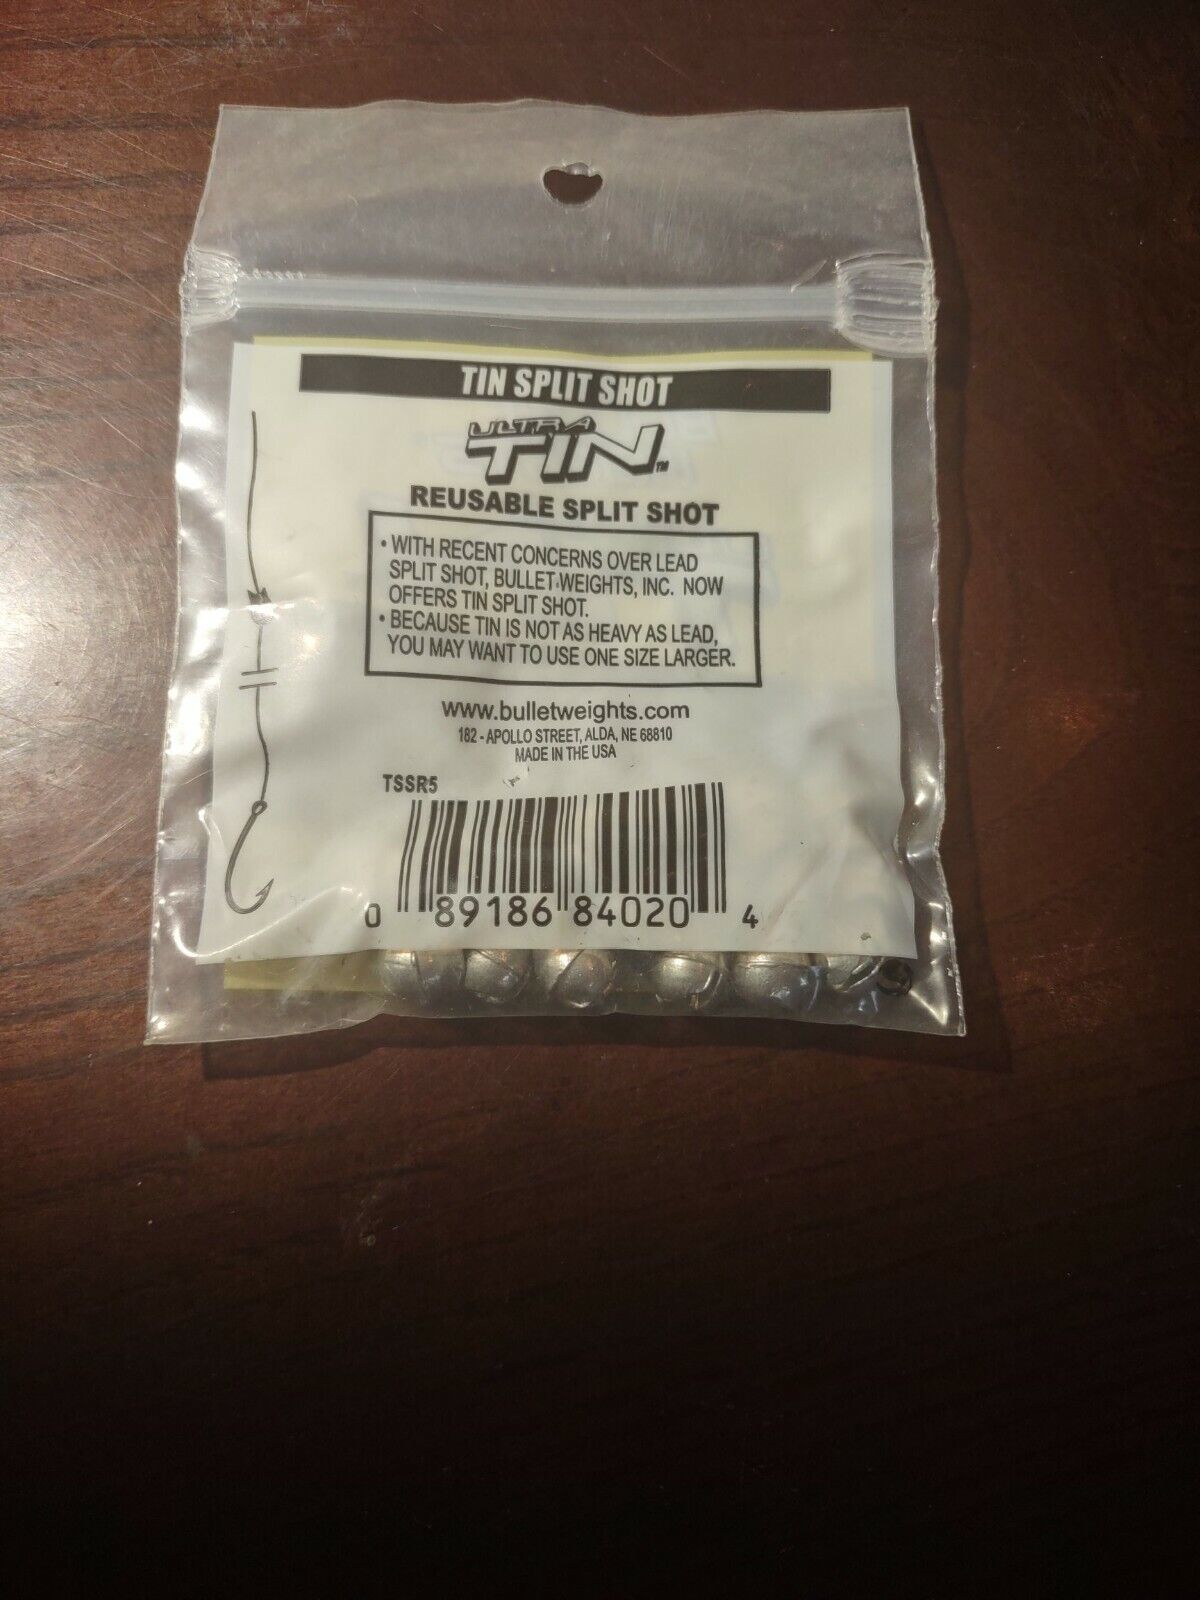 TIN SPLIT SHOT
ULTRA
TIN™
REUSABLE SPLIT SHOT
• WITH RECENT CONCERNS OVER LEAD
SPLIT SHOT, BULLET WEIGHTS, INC. NOW
OFFERS TIN SPLIT SHOT.
• BECAUSE TIN IS NOT AS HEAVY AS LEAD,
YOU MAY WANT TO USE ONE SIZE LARGER.
www.bulletweights.com
182 - APOLLO STREET, ALDA, NE 68810
MADE IN THE USA
TSSR5
0 89186 84020 4